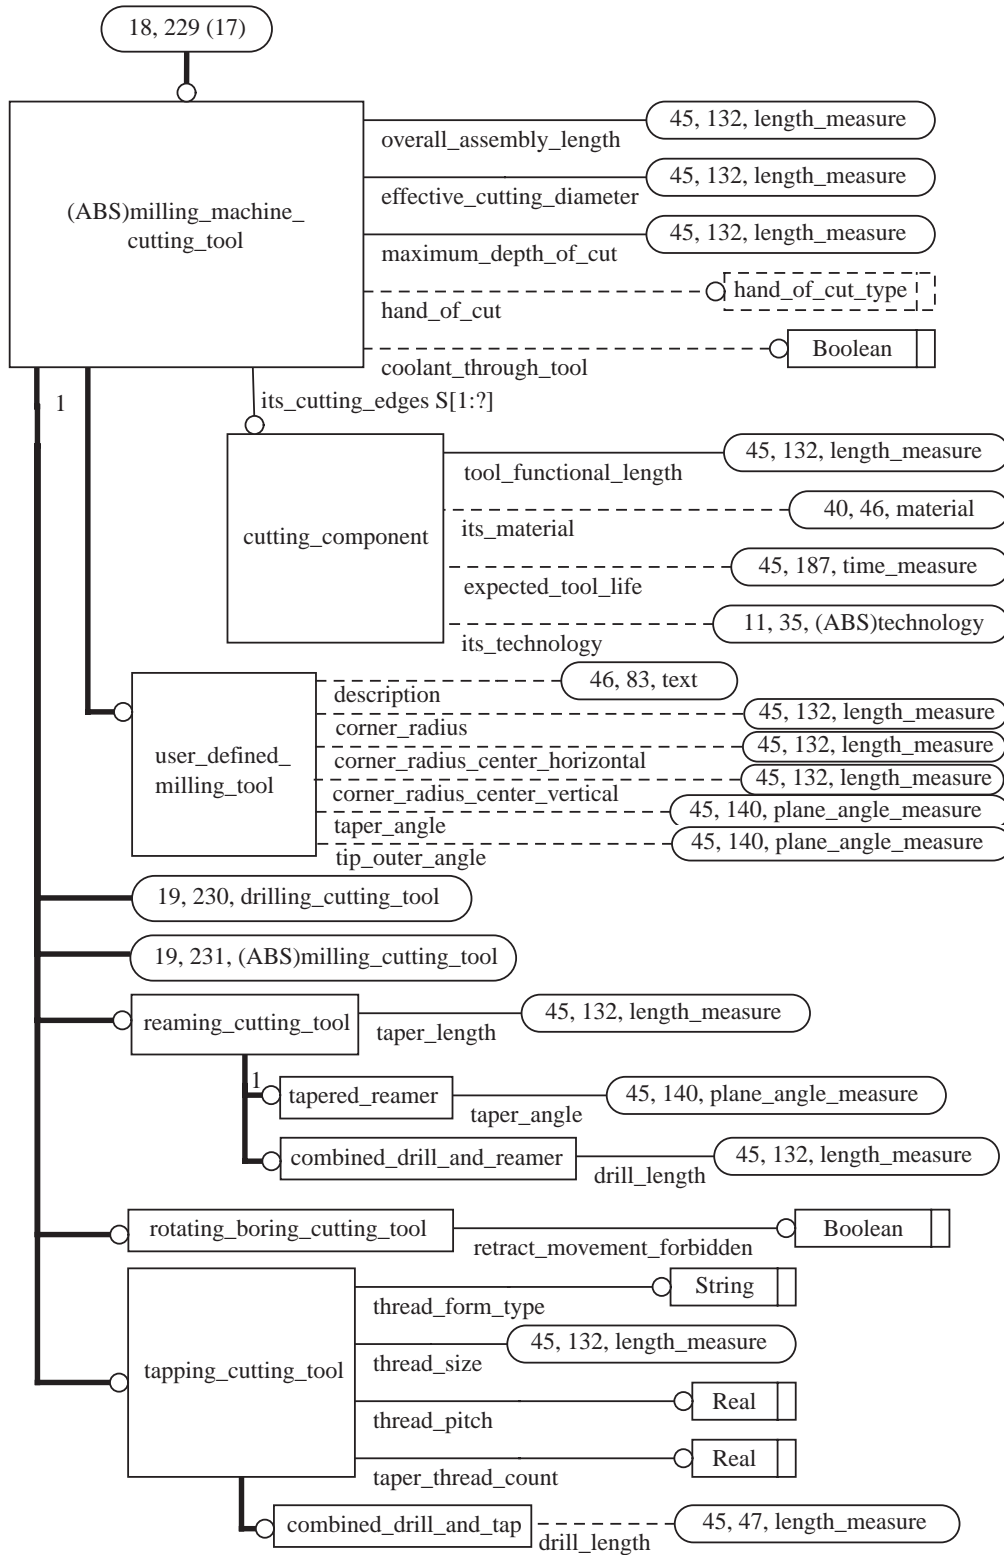 18, 229 (17)
(ABS)milling_machine_
cutting_tool
45, 132, length_measure
overall_assembly_length
45, 132, length_measure
effective_cutting_diameter
45, 132, length_measure
maximum_depth_of_cut
hand_of_cut_type
hand_of_cut
Boolean
coolant_through_tool
1
its_cutting_edges S[1:?]
cutting_component
45, 132, length_measure
tool_functional_length
40, 46, material
its_material
45, 187, time_measure
expected_tool_life
11, 35, (ABS)technology
its_technology
user_defined_
milling_tool
46, 83, text
description
45, 132, length_measure
corner_radius
45, 132, length_measure
corner_radius_center_horizontal
45, 132, length_measure
corner_radius_center_vertical
45, 140, plane_angle_measure
taper_angle
45, 140, plane_angle_measure
tip_outer_angle
19, 230, drilling_cutting_tool
19, 231, (ABS)milling_cutting_tool
reaming_cutting_tool
45, 132, length_measure
taper_length
1
tapered_reamer
45, 140, plane_angle_measure
taper_angle
combined_drill_and_reamer
45, 132, length_measure
drill_length
rotating_boring_cutting_tool
Boolean
retract_movement_forbidden
tapping_cutting_tool
String
thread_form_type
45, 132, length_measure
thread_size
Real
thread_pitch
Real
taper_thread_count
combined_drill_and_tap
45, 47, length_measure
drill_length